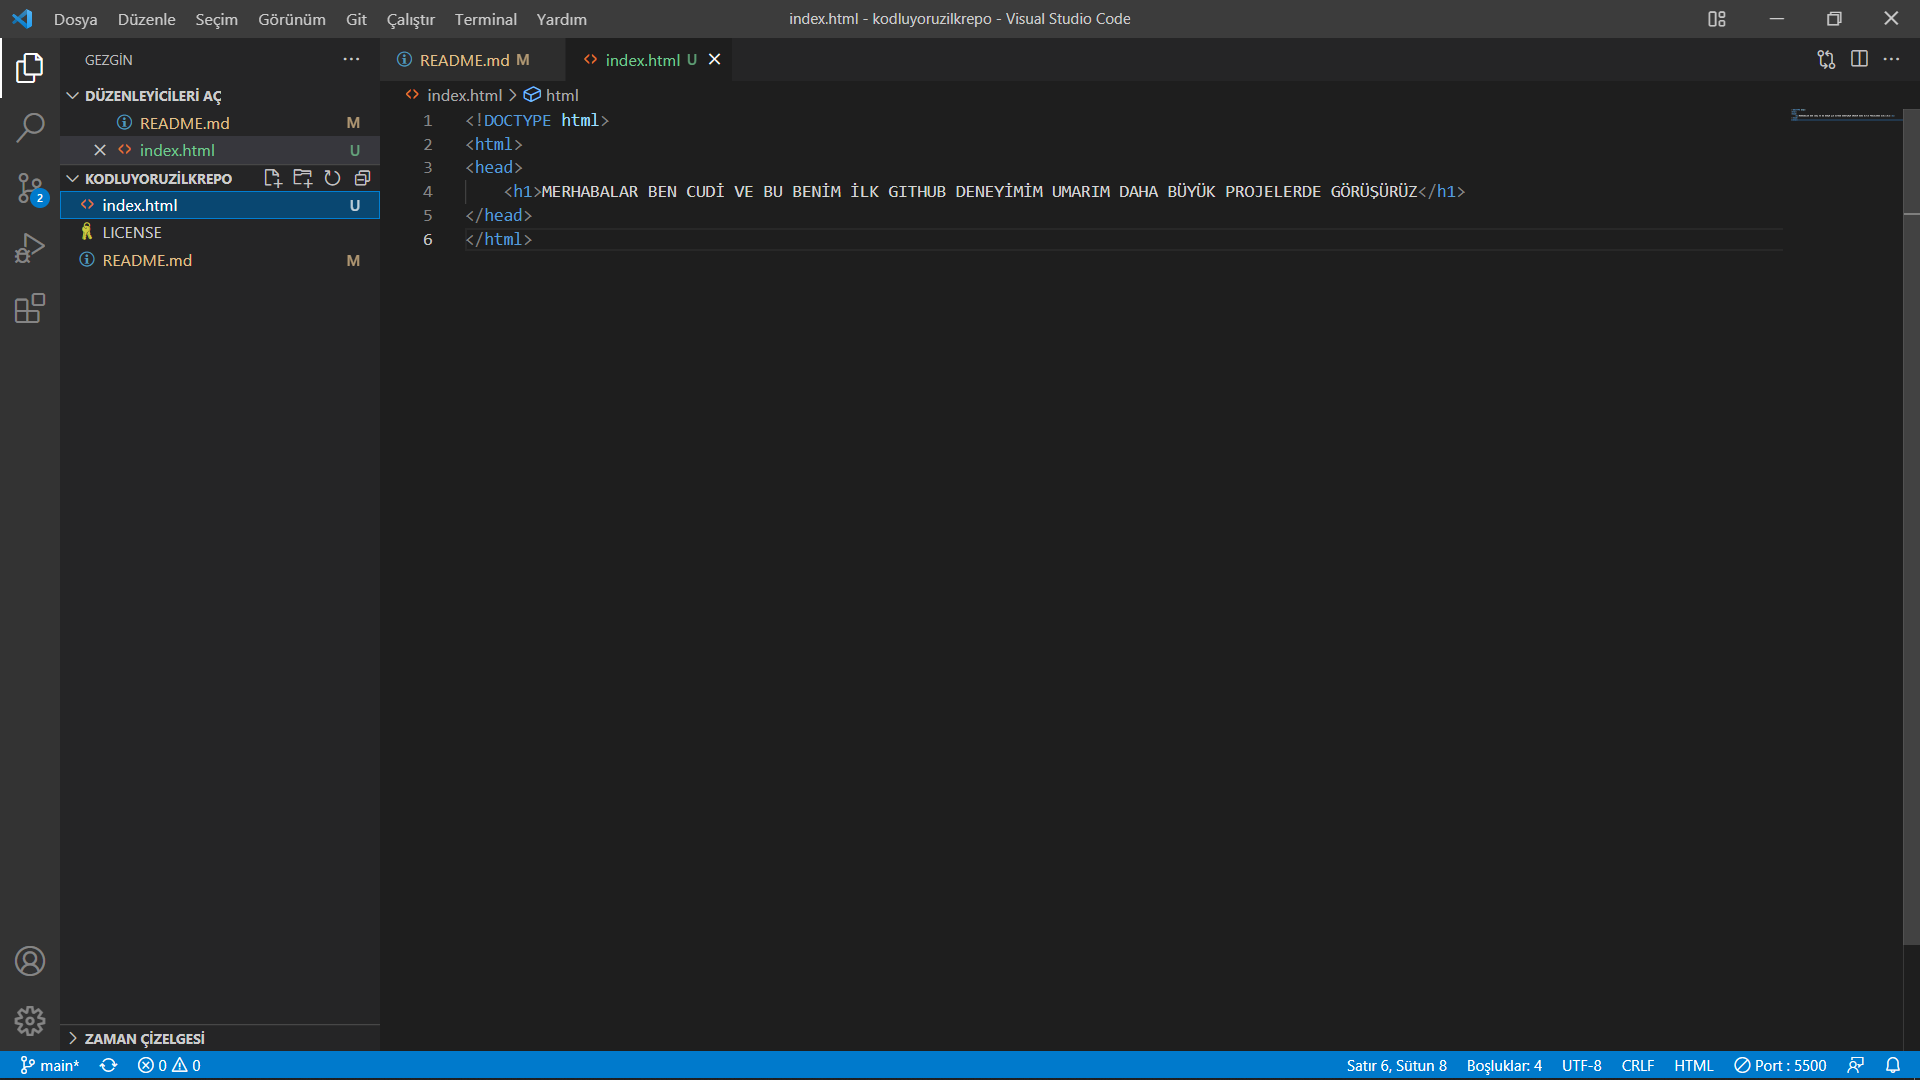 Dosya Düzenle Seçim Görünüm Git Çalıştır Terminal Yardım
index.html - kodluyoruzilkrepo - Visual Studio Code
GEZGİN
DÜZENLEYİCİLERİ AÇ
README.md M
index.html U
KODLUYORUZİLKREPO
index.html U
LICENSE
README.md M
ZAMAN ÇİZELGESİ
README.md M
index.html U
index.html > html
1 <!DOCTYPE html>
2 <html>
3 <head>
4 <h1>MERHABALAR BEN CUDİ VE BU BENİM İLK GITHUB DENEYİMİM UMARIM DAHA BÜYÜK PROJELERDE GÖRÜŞÜRÜZ</h1>
5 </head>
6 </html>
2
main* 0 0
Satır 6, Sütun 8 Boşluklar: 4 UTF-8 CRLF HTML Port : 5500